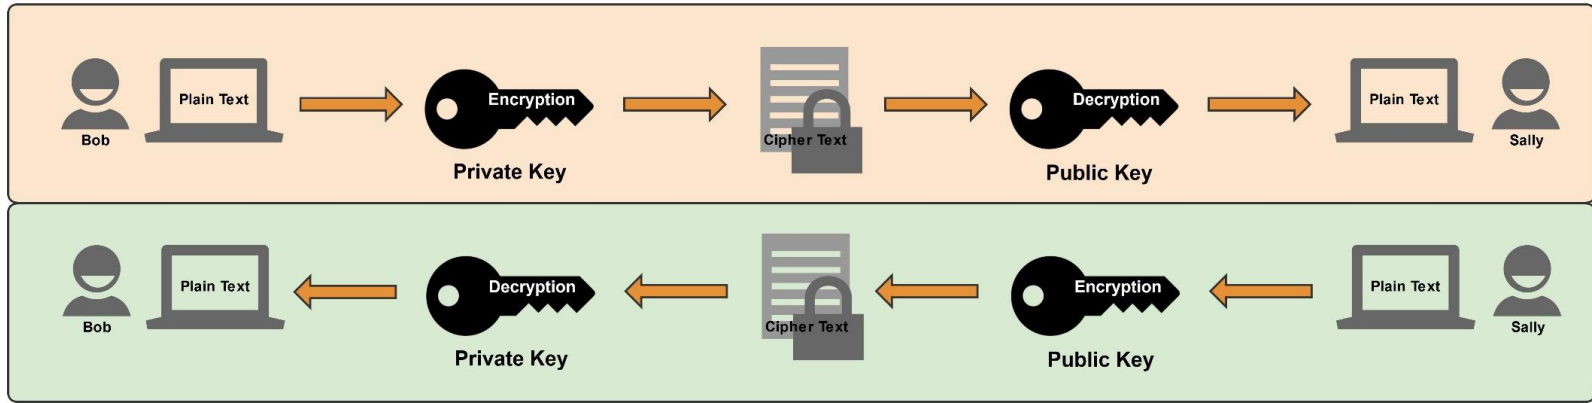 Plain Text
Encryption
Cipher Text
Decryption
Plain Text
Bob
Private Key
Public Key
Sally
Plain Text
Decryption
Cipher Text
Encryption
Plain Text
Bob
Private Key
Public Key
Sally